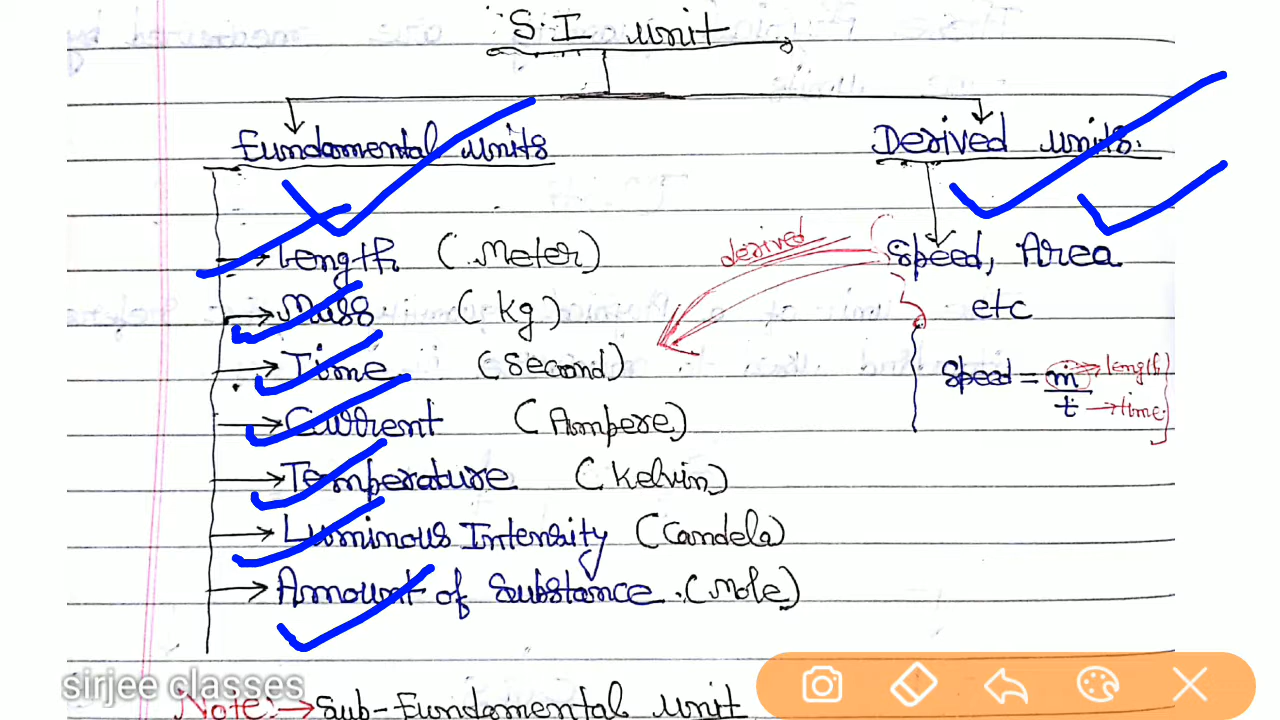 S.I unit
Fundamental units
Derived units.
Length (Meter)
derived
Speed, Area
etc
Mass (kg)
Time (Second)
Speed = m/t
length
time
Current (Ampere)
Temperature (Kelvin)
Luminous Intensity (Candela)
Amount of Substance. (Mole)
sirjee classes
Note:→ Sub-Fundamental unit